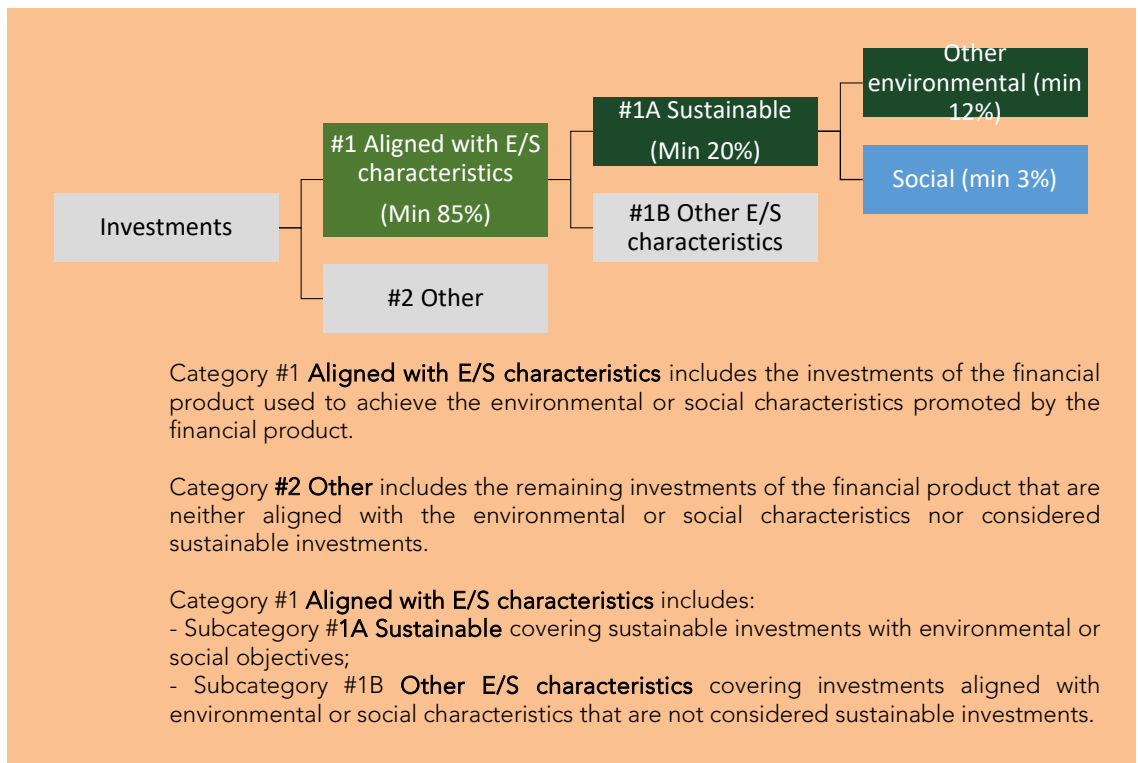 Other
environmental (min
12%)
#1A Sustainable
(Min 20%)
#1 Aligned with E/S
characteristics
(Min 85%)
Social (min 3%)
Investments
#1B Other E/S
characteristics
#2 Other
Category #1 Aligned with E/S characteristics includes the investments of the financial
product used to achieve the environmental or social characteristics promoted by the
financial product.
Category #2 Other includes the remaining investments of the financial product that are
neither aligned with the environmental or social characteristics nor considered
sustainable investments.
Category #1 Aligned with E/S characteristics includes:
- Subcategory #1A Sustainable covering sustainable investments with environmental or
social objectives;
- Subcategory #1B Other E/S characteristics covering investments aligned with
environmental or social characteristics that are not considered sustainable investments.